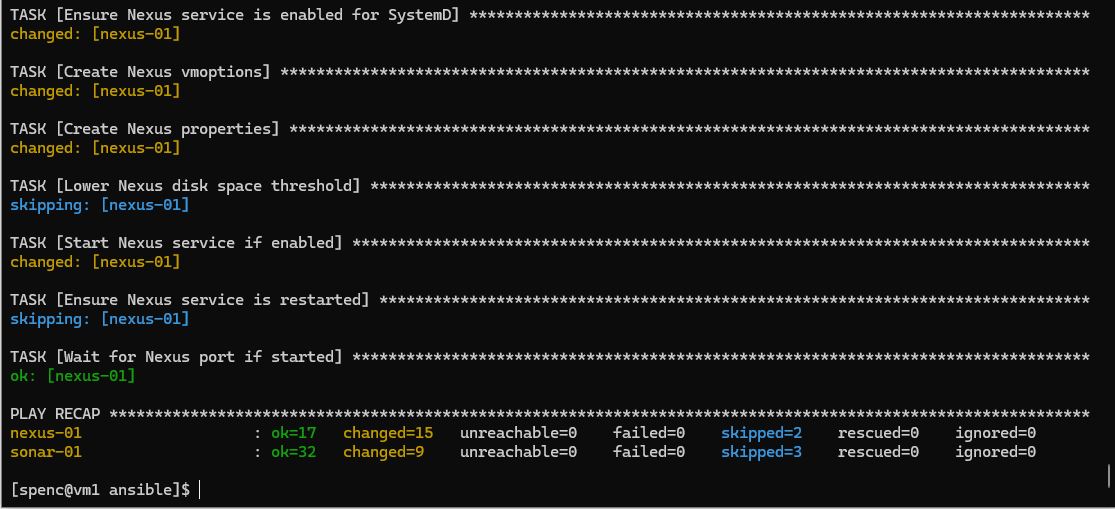 TASK [Ensure Nexus service is enabled for SystemD] *********************************************************************
changed: [nexus-01]
TASK [Create Nexus vmoptions] ******************************************************************************************
changed: [nexus-01]
TASK [Create Nexus properties] *****************************************************************************************
changed: [nexus-01]
TASK [Lower Nexus disk space threshold] ********************************************************************************
skipping: [nexus-01]
TASK [Start Nexus service if enabled] **********************************************************************************
changed: [nexus-01]
TASK [Ensure Nexus service is restarted] *******************************************************************************
skipping: [nexus-01]
TASK [Wait for Nexus port if started] **********************************************************************************
ok: [nexus-01]
PLAY RECAP *************************************************************************************************************
nexus-01                   : ok=17   changed=15   unreachable=0    failed=0    skipped=2    rescued=0    ignored=0
sonar-01                   : ok=32   changed=9    unreachable=0    failed=0    skipped=3    rescued=0    ignored=0
[spenc@vm1 ansible]$